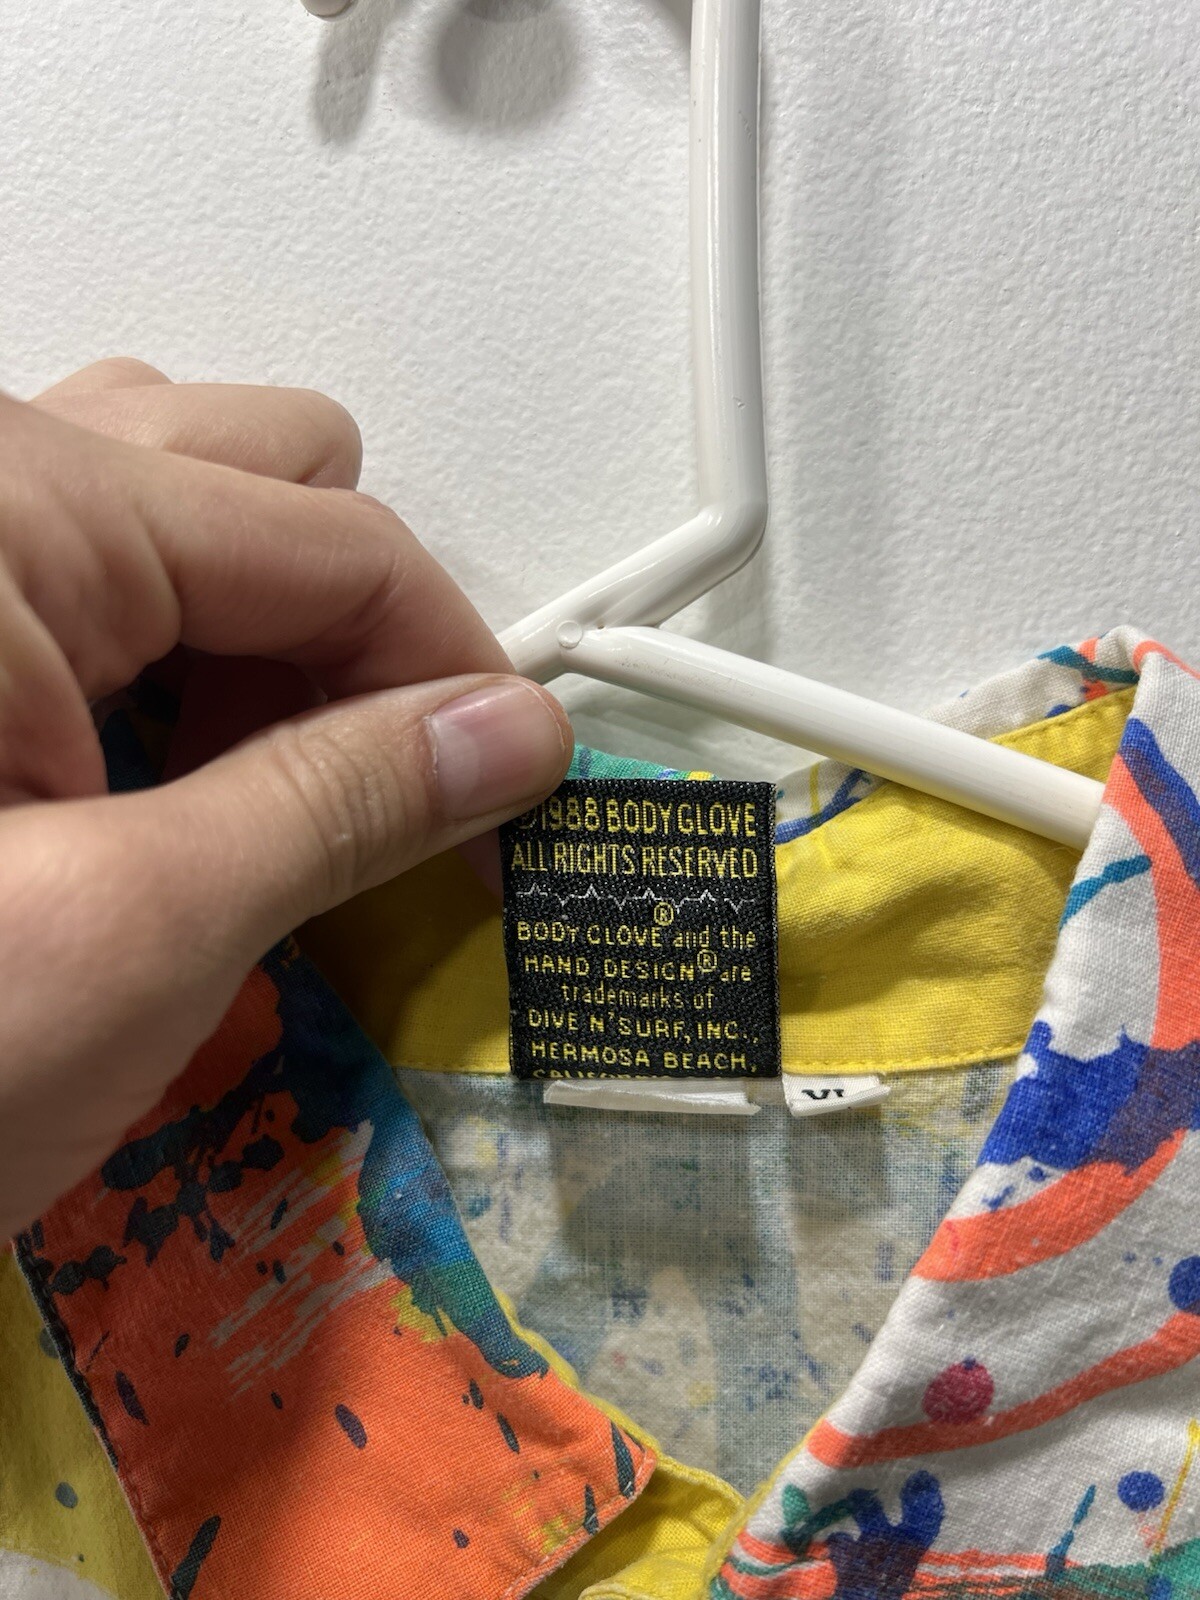 ©1988 BODY GLOVE
ALL RIGHTS RESERVED
BODY GLOVE® and the
HAND DESIGN® are
trademarks of
DIVE N' SURF, INC.,
HERMOSA BEACH,
XL